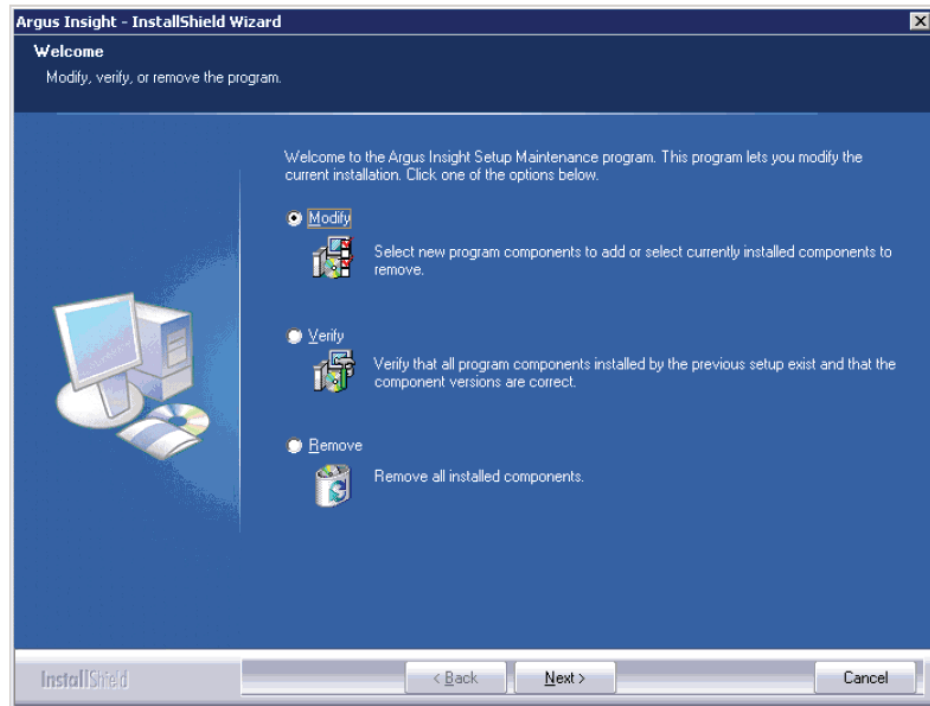 Argus Insight - InstallShield Wizard
Welcome
Modify, verify, or remove the program.
Welcome to the Argus Insight Setup Maintenance program. This program lets you modify the
current installation. Click one of the options below.
Modify
Select new program components to add or select currently installed components to
remove.
Verify
Verify that all program components installed by the previous setup exist and that the
component versions are correct.
Remove
Remove all installed components.
InstallShield
< Back
Next >
Cancel